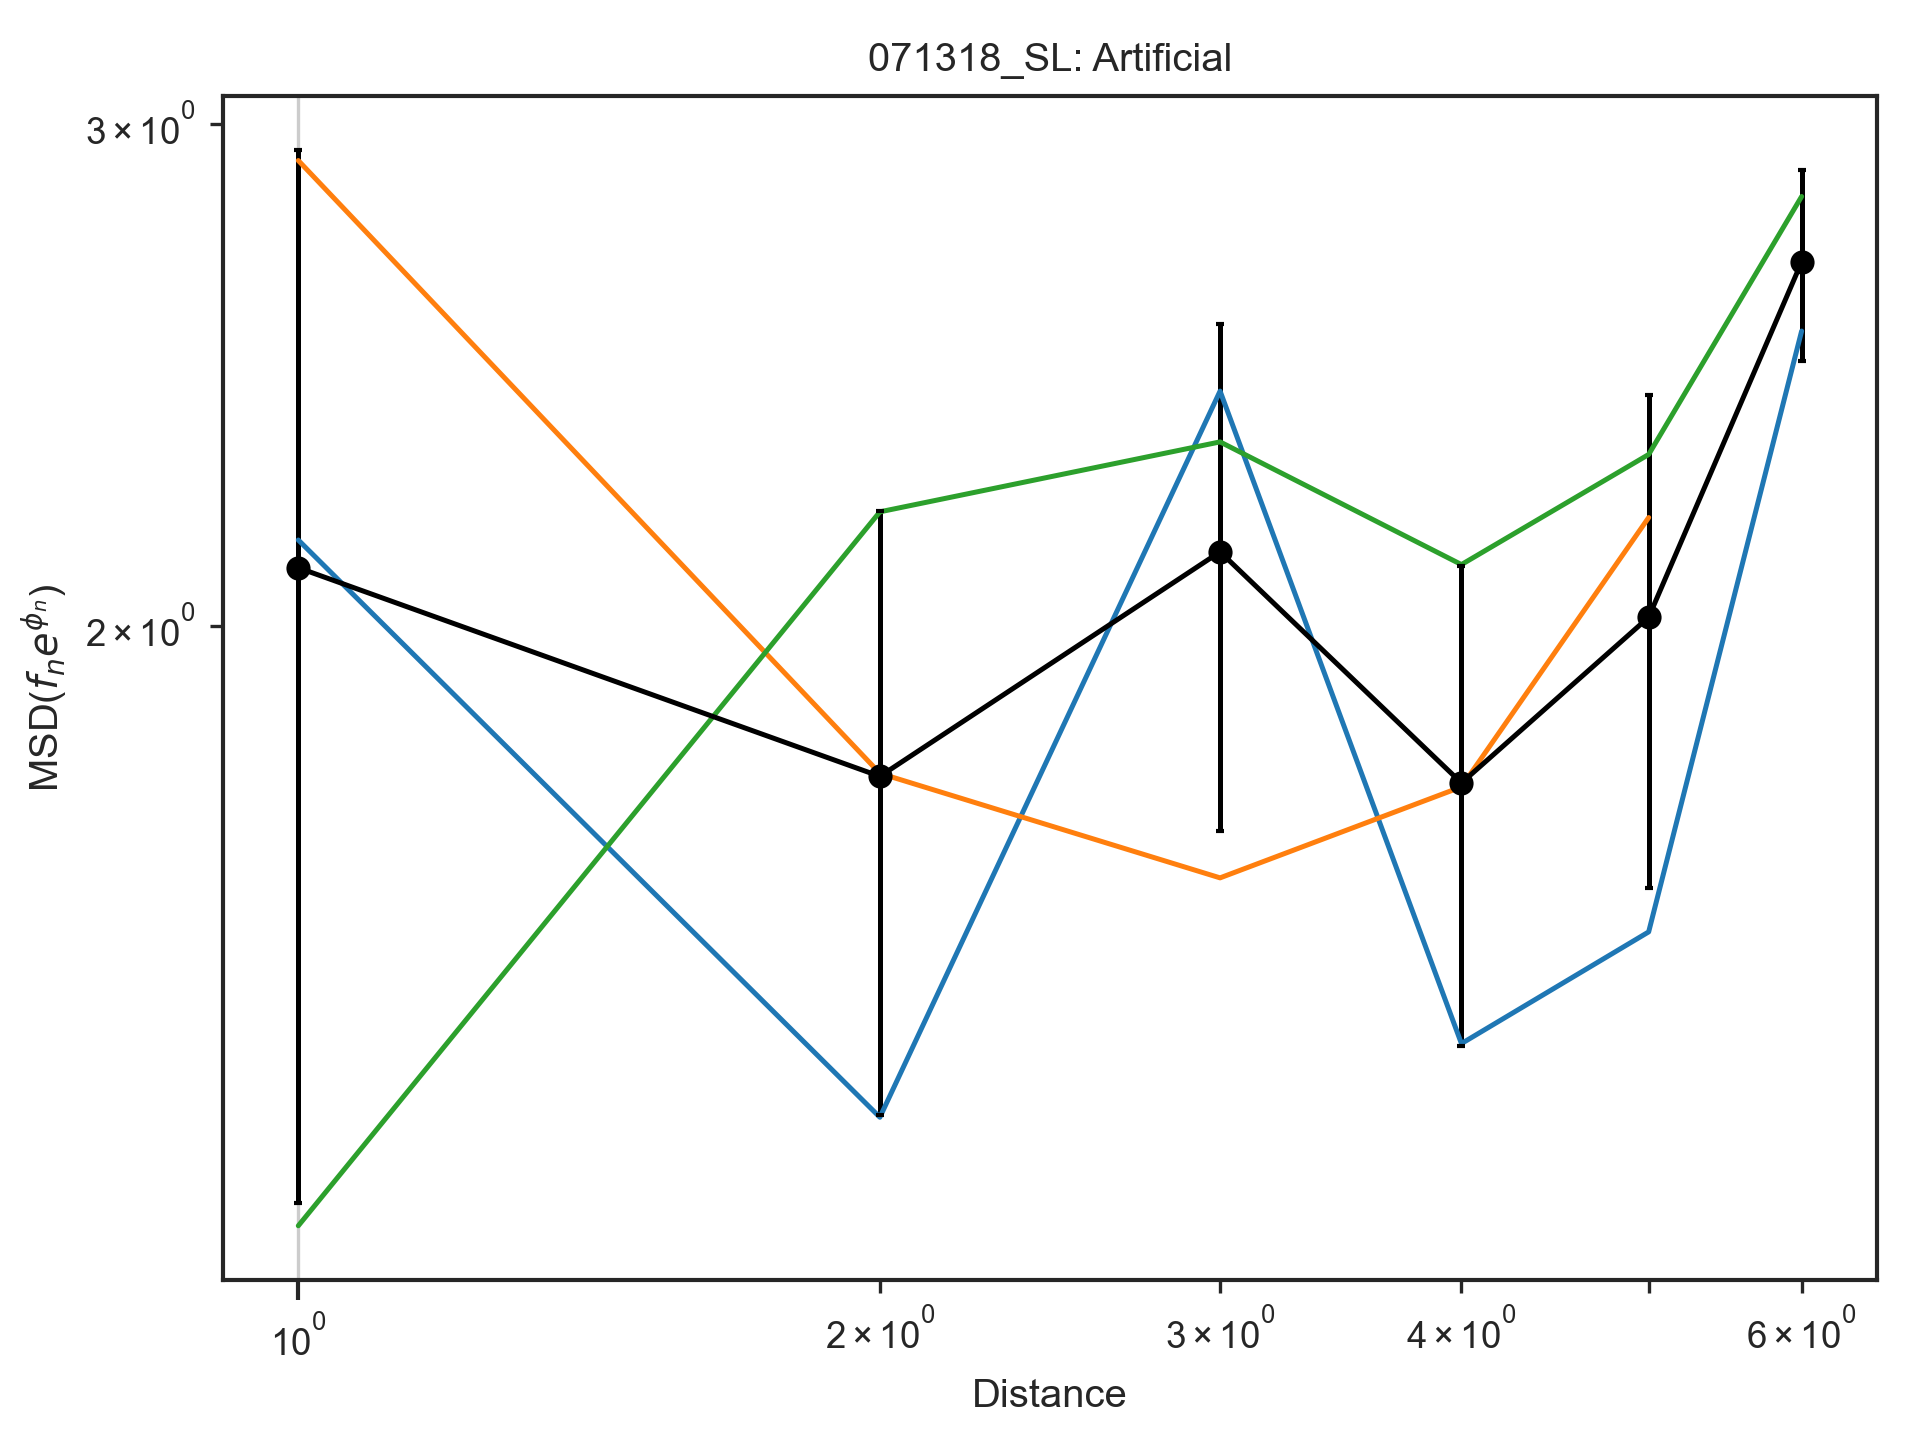 071318_SL: Artificial
3 × 10⁰
2 × 10⁰
MSD(fₙe^ϕₙ)
10⁰
2 × 10⁰
3 × 10⁰
4 × 10⁰
6 × 10⁰
Distance